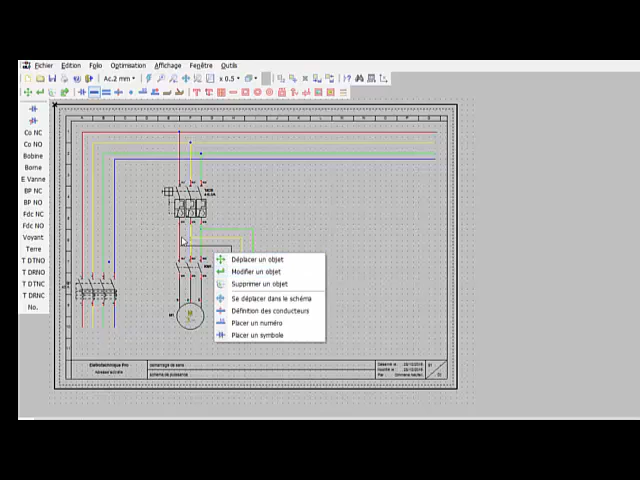 Fichier Edition Folio Optimisation Affichage Fenêtre Outils
Ac.2 mm x 0.5
Co NC
Co NO
Bobine
Borne
E Vanne
BP NC
BP NO
Fdc NC
Fdc NO
Voyant
Terre
T DTNO
T DRNO
T DTNC
T DRNC
No.
Déplacer un objet
Modifier un objet
Supprimer un objet
Se déplacer dans le schéma
Définition des conducteurs
Placer un numéro
Placer un symbole
M1
M
Eletrotechnique Pro